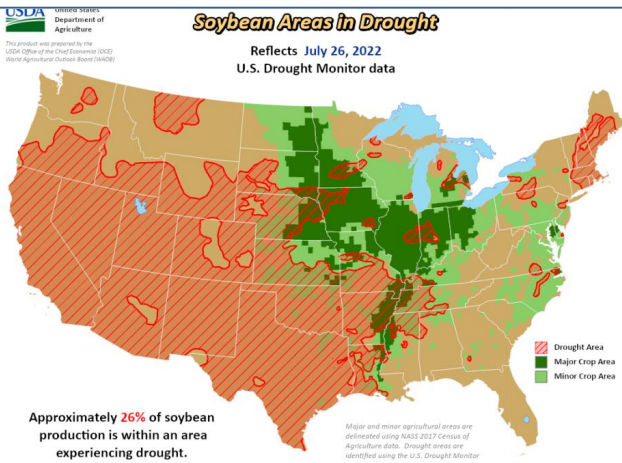 USDA
United States
Department of
Agriculture
This product was prepared by the
USDA Office of the Chief Economist (OCE)
World Agricultural Outlook Board (WAOB)
Soybean Areas in Drought
Reflects July 26, 2022
U.S. Drought Monitor data
Drought Area
Major Crop Area
Minor Crop Area
Approximately 26% of soybean
production is within an area
experiencing drought.
Major and minor agricultural areas are
delineated using NASS 2017 Census of
Agriculture data. Drought areas are
identified using the U.S. Drought Monitor